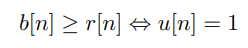 b[n] ≥ r[n] ⇔ u[n] = 1